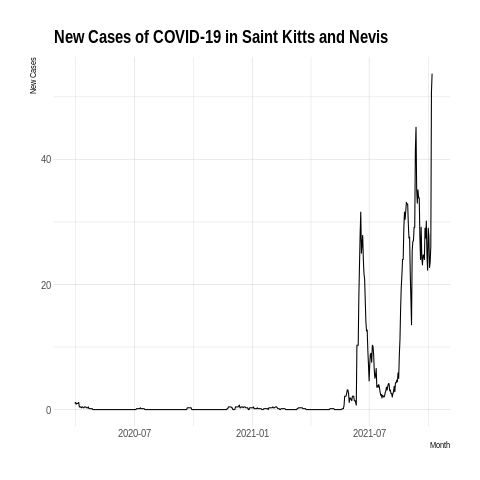 New Cases of COVID-19 in Saint Kitts and Nevis
New Cases
40
20
0
2020-07 2021-01 2021-07
Month